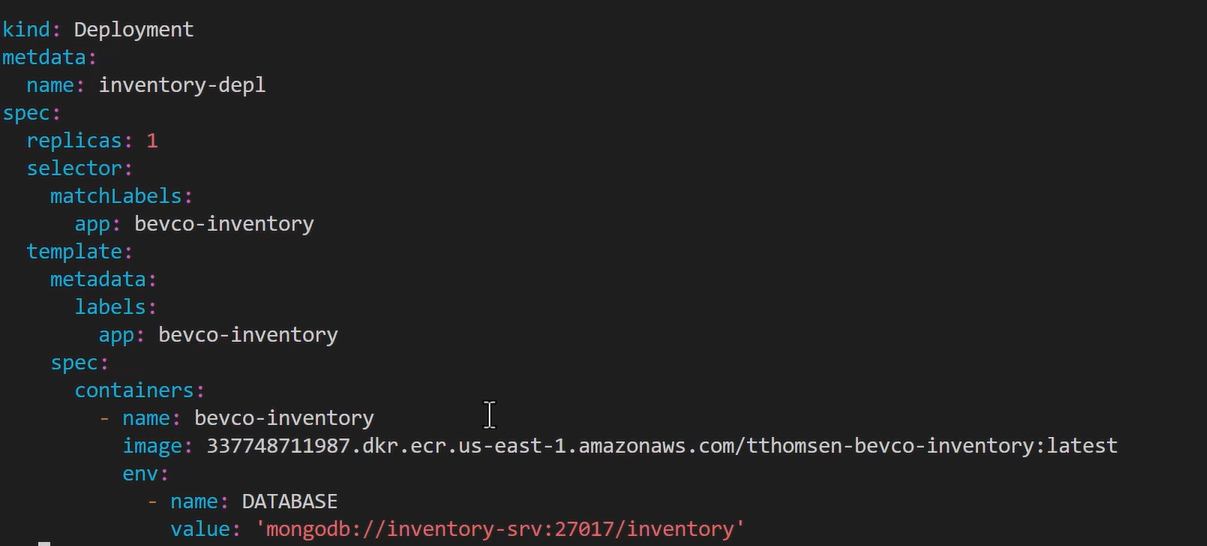 kind: Deployment
metdata:
  name: inventory-depl
spec:
  replicas: 1
  selector:
    matchLabels:
      app: bevco-inventory
  template:
    metadata:
      labels:
        app: bevco-inventory
    spec:
      containers:
        - name: bevco-inventory
          image: 337748711987.dkr.ecr.us-east-1.amazonaws.com/tthomsen-bevco-inventory:latest
          env:
            - name: DATABASE
              value: 'mongodb://inventory-srv:27017/inventory'